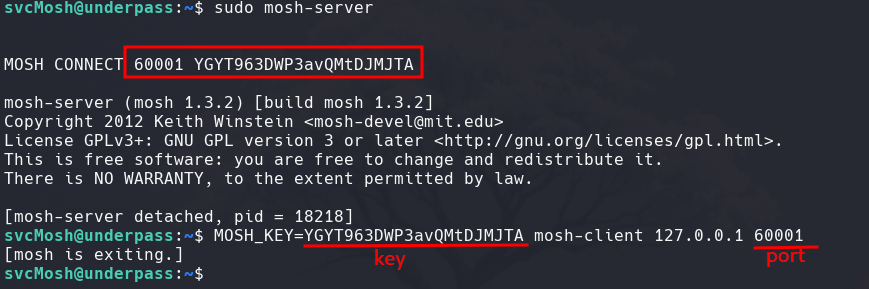 svcMosh@underpass:~$ sudo mosh-server
MOSH CONNECT 60001 YGYT963DWP3avQMtDJMJTA
mosh-server (mosh 1.3.2) [build mosh 1.3.2]
Copyright 2012 Keith Winstein <mosh-devel@mit.edu>
License GPLv3+: GNU GPL version 3 or later <http://gnu.org/licenses/gpl.html>.
This is free software: you are free to change and redistribute it.
There is NO WARRANTY, to the extent permitted by law.
[mosh-server detached, pid = 18218]
svcMosh@underpass:~$ MOSH_KEY=YGYT963DWP3avQMtDJMJTA mosh-client 127.0.0.1 60001
[mosh is exiting.]
key
port
svcMosh@underpass:~$